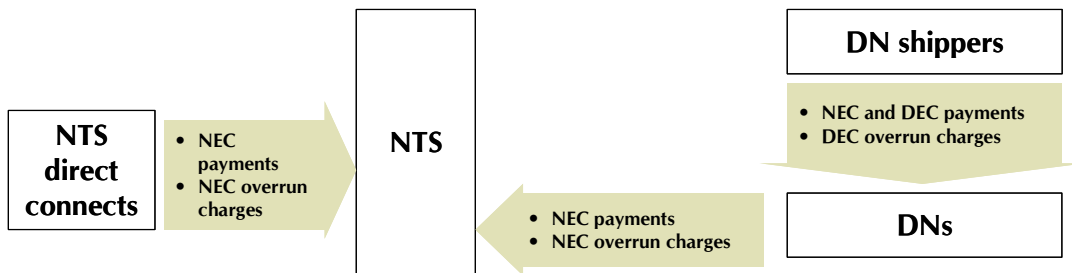 NTS
direct
connects
• NEC
payments
• NEC overrun
charges
NTS
DN shippers
• NEC and DEC payments
• DEC overrun charges
• NEC payments
• NEC overrun charges
DNs